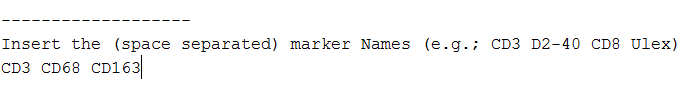 -------------------
Insert the (space separated) marker Names (e.g.; CD3 D2-40 CD8 Ulex)
CD3 CD68 CD163